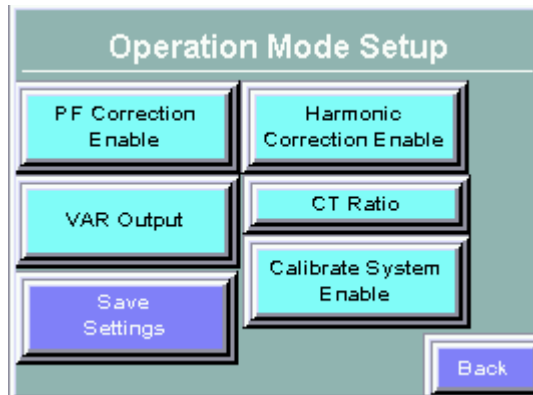 Operation Mode Setup
PF Correction
Enable
Harmonic
Correction Enable
VAR Output
CT Ratio
Calibrate System
Enable
Save
Settings
Back